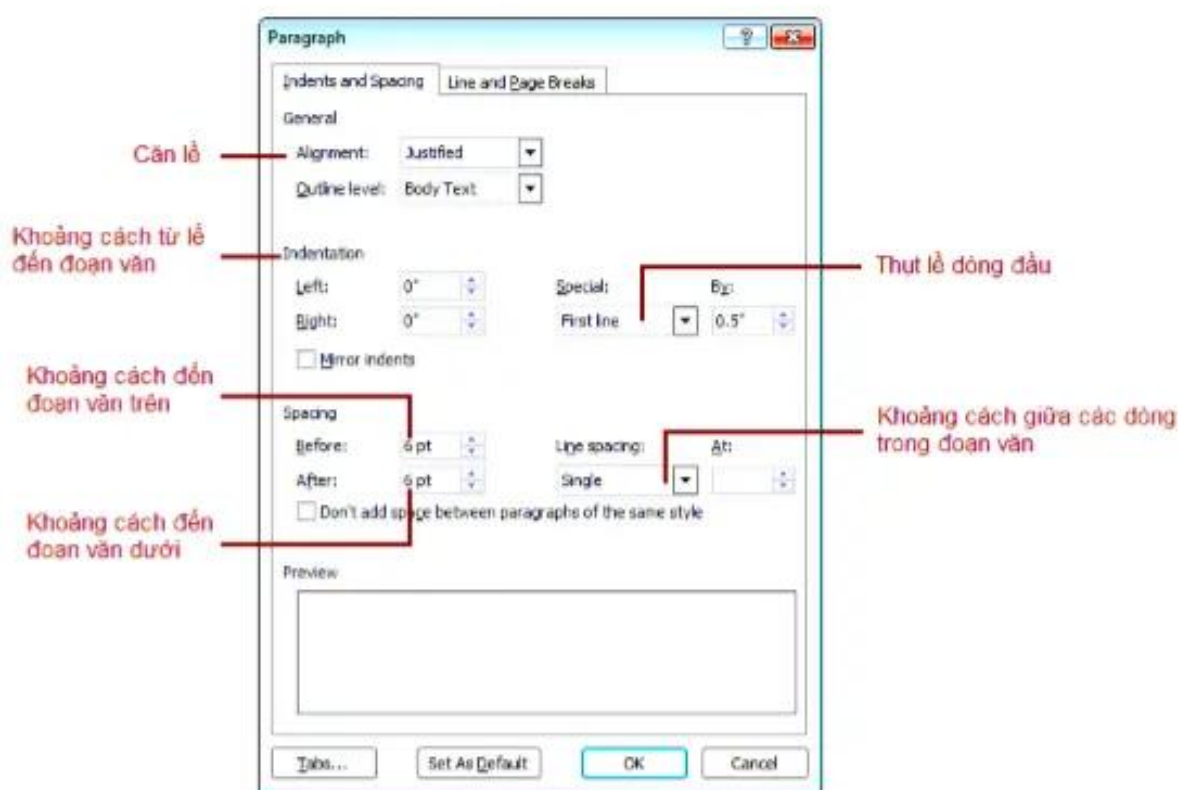 Paragraph
Indents and Spacing
Line and Page Breaks
General
Căn lề
Alignment:
Justified
Outline level:
Body Text
Khoảng cách từ lề
đến đoạn văn
Indentation
Left:
0"
Special:
By:
Thụt lề dòng đầu
Right:
0"
First line
0.5"
Mirror indents
Khoảng cách đến
đoạn văn trên
Spacing
Before:
6 pt
Line spacing:
At:
Khoảng cách giữa các dòng
trong đoạn văn
After:
6 pt
Single
Don't add space between paragraphs of the same style
Khoảng cách đến
đoạn văn dưới
Preview
Tabs...
Set As Default
OK
Cancel